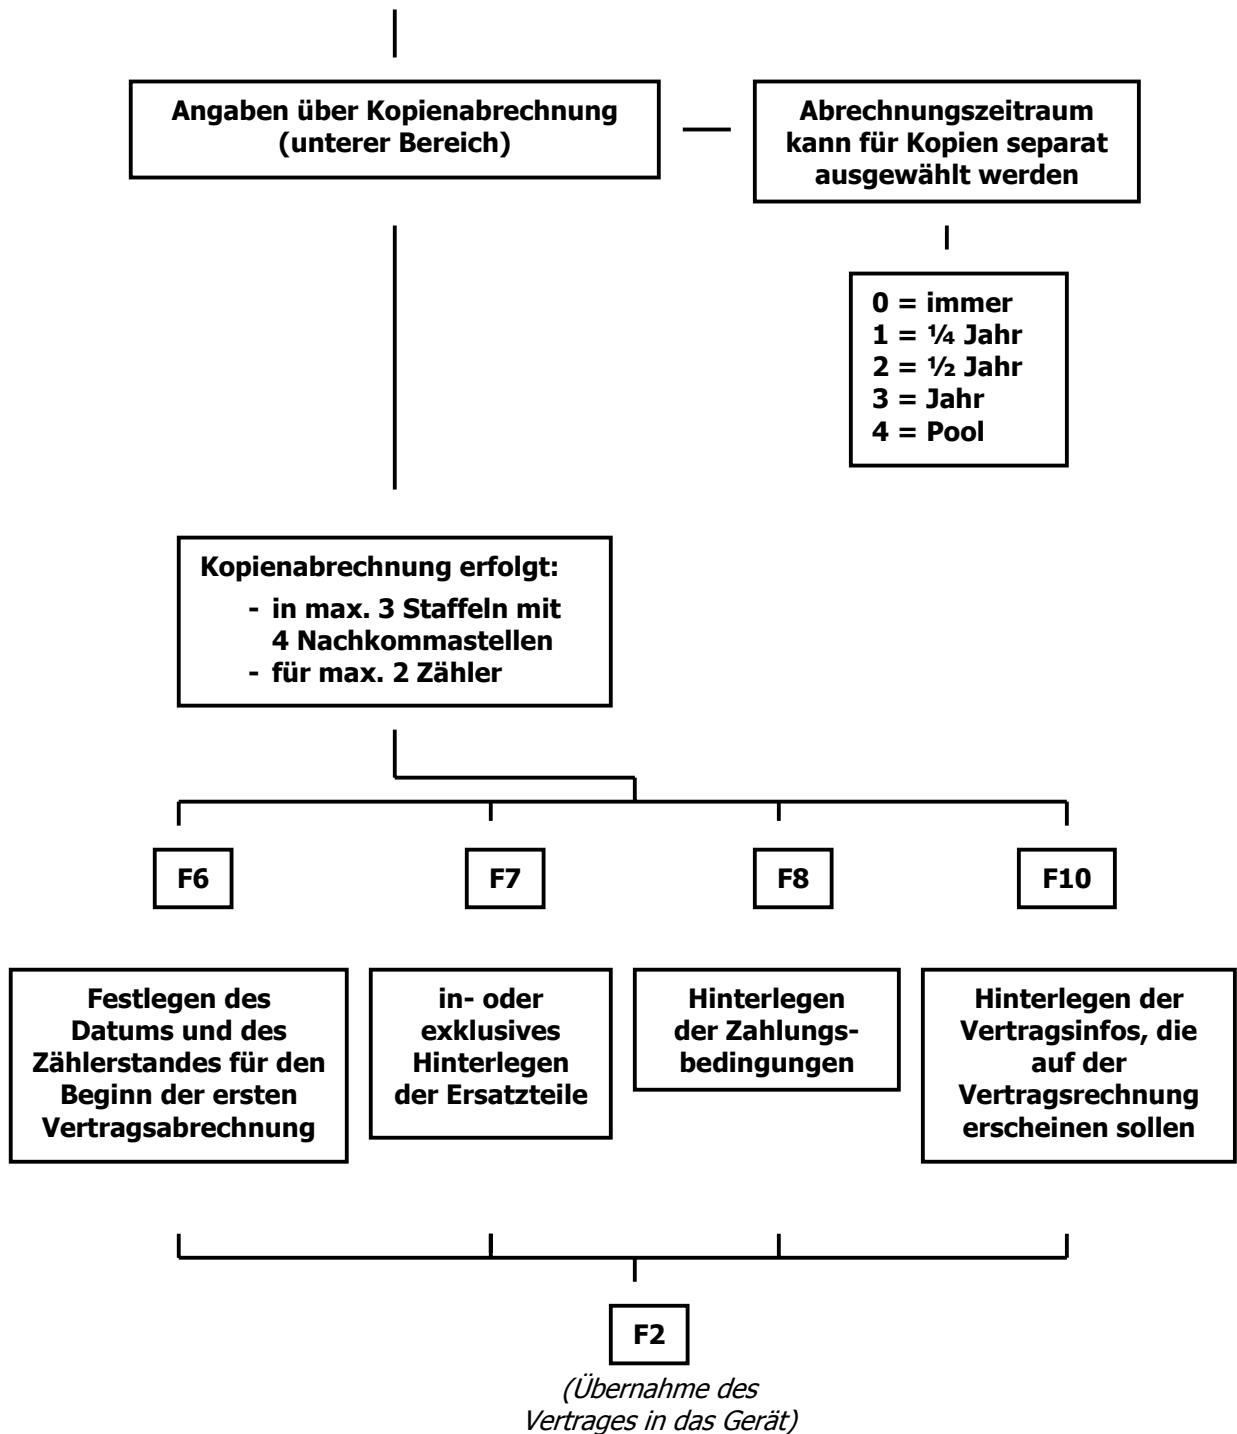 Angaben über Kopienabrechnung
(unterer Bereich)
Abrechnungszeitraum
kann für Kopien separat
ausgewählt werden
0 = immer
1 = ¼ Jahr
2 = ½ Jahr
3 = Jahr
4 = Pool
Kopienabrechnung erfolgt:
- in max. 3 Staffeln mit
4 Nachkommastellen
- für max. 2 Zähler
F6
F7
F8
F10
Festlegen des
Datums und des
Zählerstandes für den
Beginn der ersten
Vertragsabrechnung
in- oder
exklusives
Hinterlegen
der Ersatzteile
Hinterlegen
der Zahlungs-
bedingungen
Hinterlegen der
Vertragsinfos, die
auf der
Vertragsrechnung
erscheinen sollen
F2
(Übernahme des
Vertrages in das Gerät)